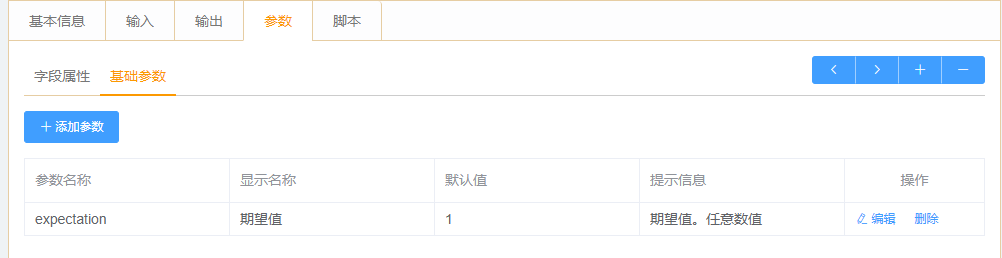 基本信息 输入 输出 参数 脚本
字段属性 基础参数
添加参数
参数名称 显示名称 默认值 提示信息 操作
expectation 期望值 1 期望值。任意数值 编辑 删除